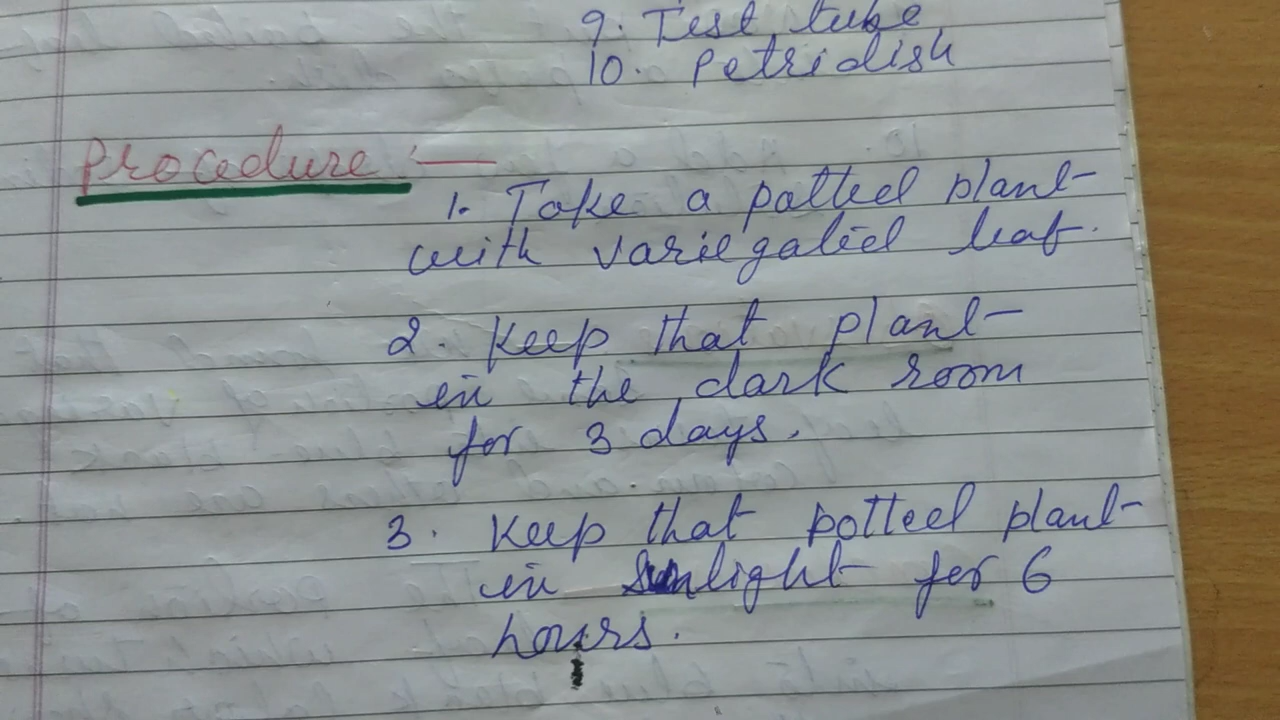 9. Test tube
10. Petridish
Procedure :—
1. Take a potted plant
with variegated leaf.
2. Keep that plant
in the dark room
for 3 days.
3. Keep that potted plant
in sunlight for 6
hours.